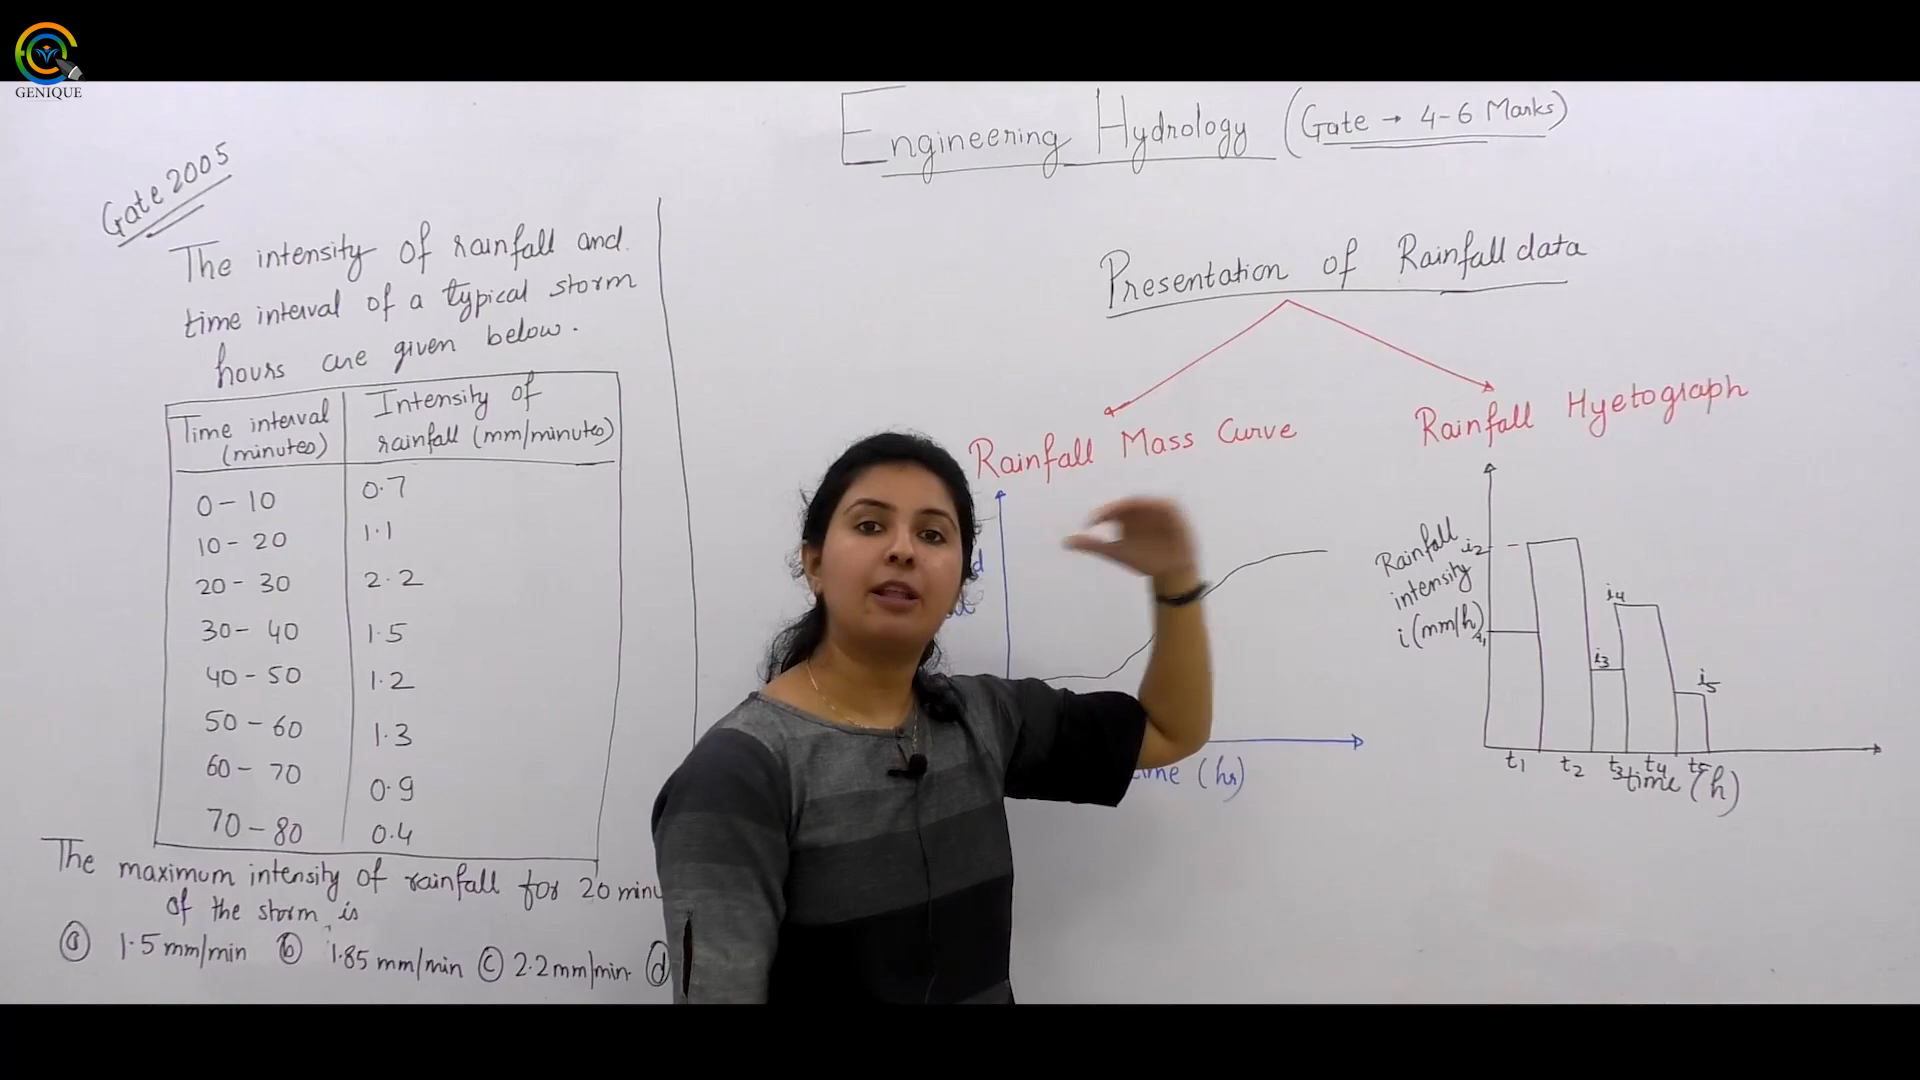 GENIQUE
Engineering Hydrology (Gate → 4-6 Marks)
Gate 2005
The intensity of rainfall and
time interval of a typical storm
hours are given below.
Time interval (minutes) Intensity of rainfall (mm/minutes)
0-10 0.7
10-20 1.1
20-30 2.2
30-40 1.5
40-50 1.2
50-60 1.3
60-70 0.9
70-80 0.4
The maximum intensity of rainfall for 20 minu
of the storm is
(a) 1.5 mm/min (b) 1.85 mm/min (c) 2.2 mm/min (d)
Presentation of Rainfall data
Rainfall Mass Curve
time (hr)
Rainfall Hyetograph
Rainfall
intensity
i (mm/h)
i2
i4
i3
i5
t1 t2 t3 t4 t5
time (h)